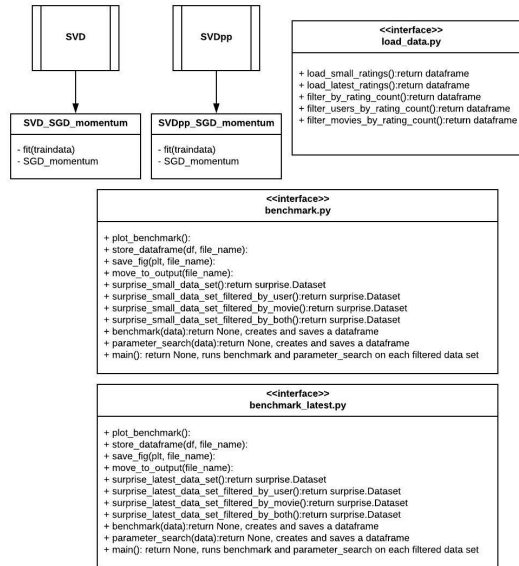 SVD
SVDpp
<<interface>>
load_data.py
+ load_small_ratings():return dataframe
+ load_latest_ratings():return dataframe
+ filter_by_rating_count():return dataframe
+ filter_users_by_rating_count():return dataframe
+ filter_movies_by_rating_count():return dataframe
SVD_SGD_momentum
- fit(traindata)
- SGD_momentum
SVDpp_SGD_momentum
- fit(traindata)
- SGD_momentum
<<interface>>
benchmark.py
+ plot_benchmark():
+ store_dataframe(df, file_name):
+ save_fig(plt, file_name):
+ move_to_output(file_name):
+ surprise_small_data_set():return surprise.Dataset
+ surprise_small_data_set_filtered_by_user():return surprise.Dataset
+ surprise_small_data_set_filtered_by_movie():return surprise.Dataset
+ surprise_small_data_set_filtered_by_both():return surprise.Dataset
+ benchmark(data):return None, creates and saves a dataframe
+ parameter_search(data):return None, creates and saves a dataframe
+ main(): return None, runs benchmark and parameter_search on each filtered data set
<<interface>>
benchmark_latest.py
+ plot_benchmark():
+ store_dataframe(df, file_name):
+ save_fig(plt, file_name):
+ move_to_output(file_name):
+ surprise_latest_data_set():return surprise.Dataset
+ surprise_latest_data_set_filtered_by_user():return surprise.Dataset
+ surprise_latest_data_set_filtered_by_movie():return surprise.Dataset
+ surprise_latest_data_set_filtered_by_both():return surprise.Dataset
+ benchmark(data):return None, creates and saves a dataframe
+ parameter_search(data):return None, creates and saves a dataframe
+ main(): return None, runs benchmark and parameter_search on each filtered data set